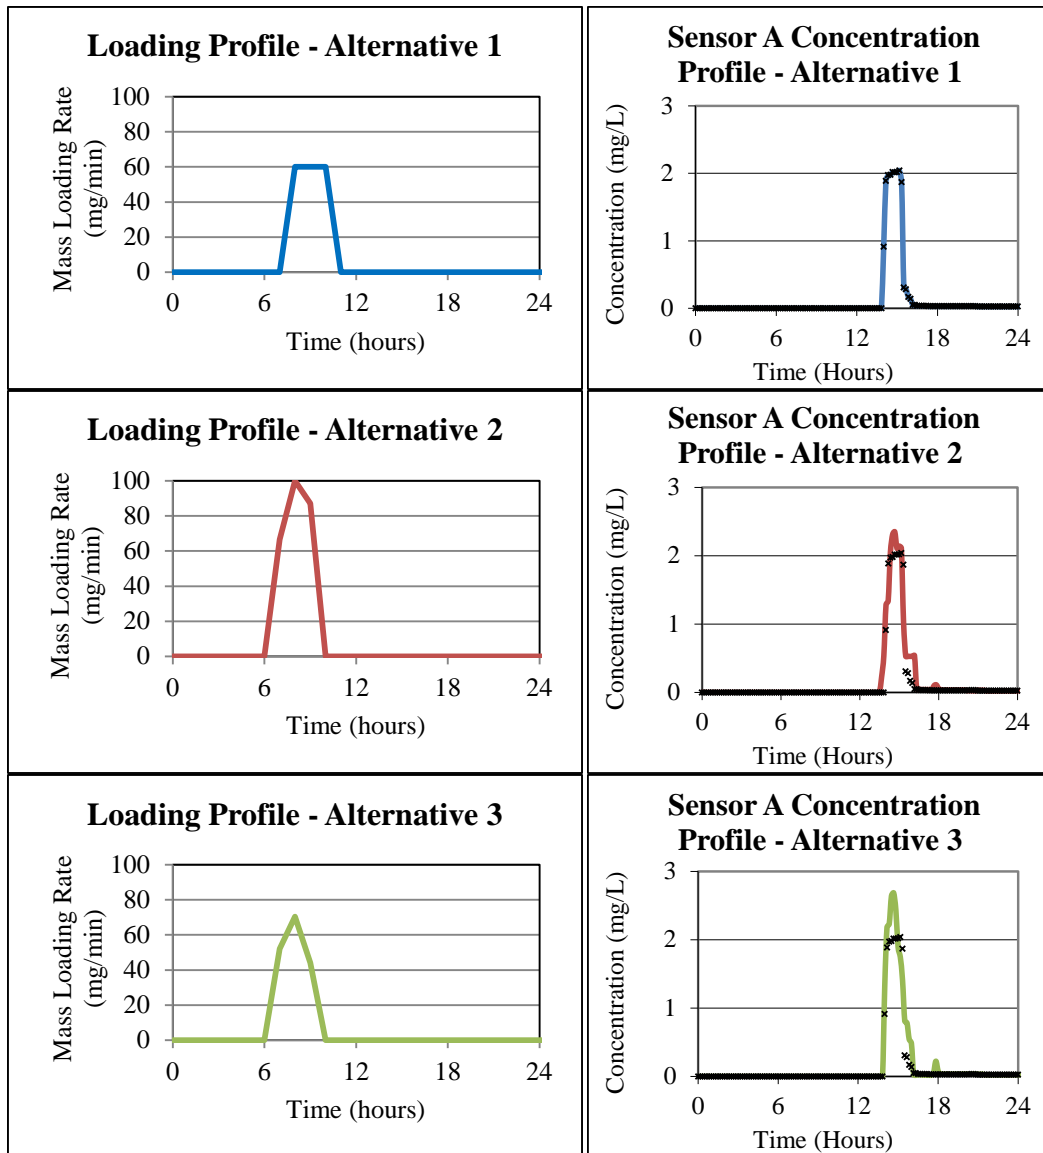 Loading Profile - Alternative 1
Mass Loading Rate
(mg/min)
100
80
60
40
20
0
0 6 12 18 24
Time (hours)
Sensor A Concentration
Profile - Alternative 1
Concentration (mg/L)
3
2
1
0
0 6 12 18 24
Time (Hours)
Loading Profile - Alternative 2
Mass Loading Rate
(mg/min)
100
80
60
40
20
0
0 6 12 18 24
Time (hours)
Sensor A Concentration
Profile - Alternative 2
Concentration (mg/L)
3
2
1
0
0 6 12 18 24
Time (Hours)
Loading Profile - Alternative 3
Mass Loading Rate
(mg/min)
100
80
60
40
20
0
0 6 12 18 24
Time (hours)
Sensor A Concentration
Profile - Alternative 3
Concentration (mg/L)
3
2
1
0
0 6 12 18 24
Time (Hours)